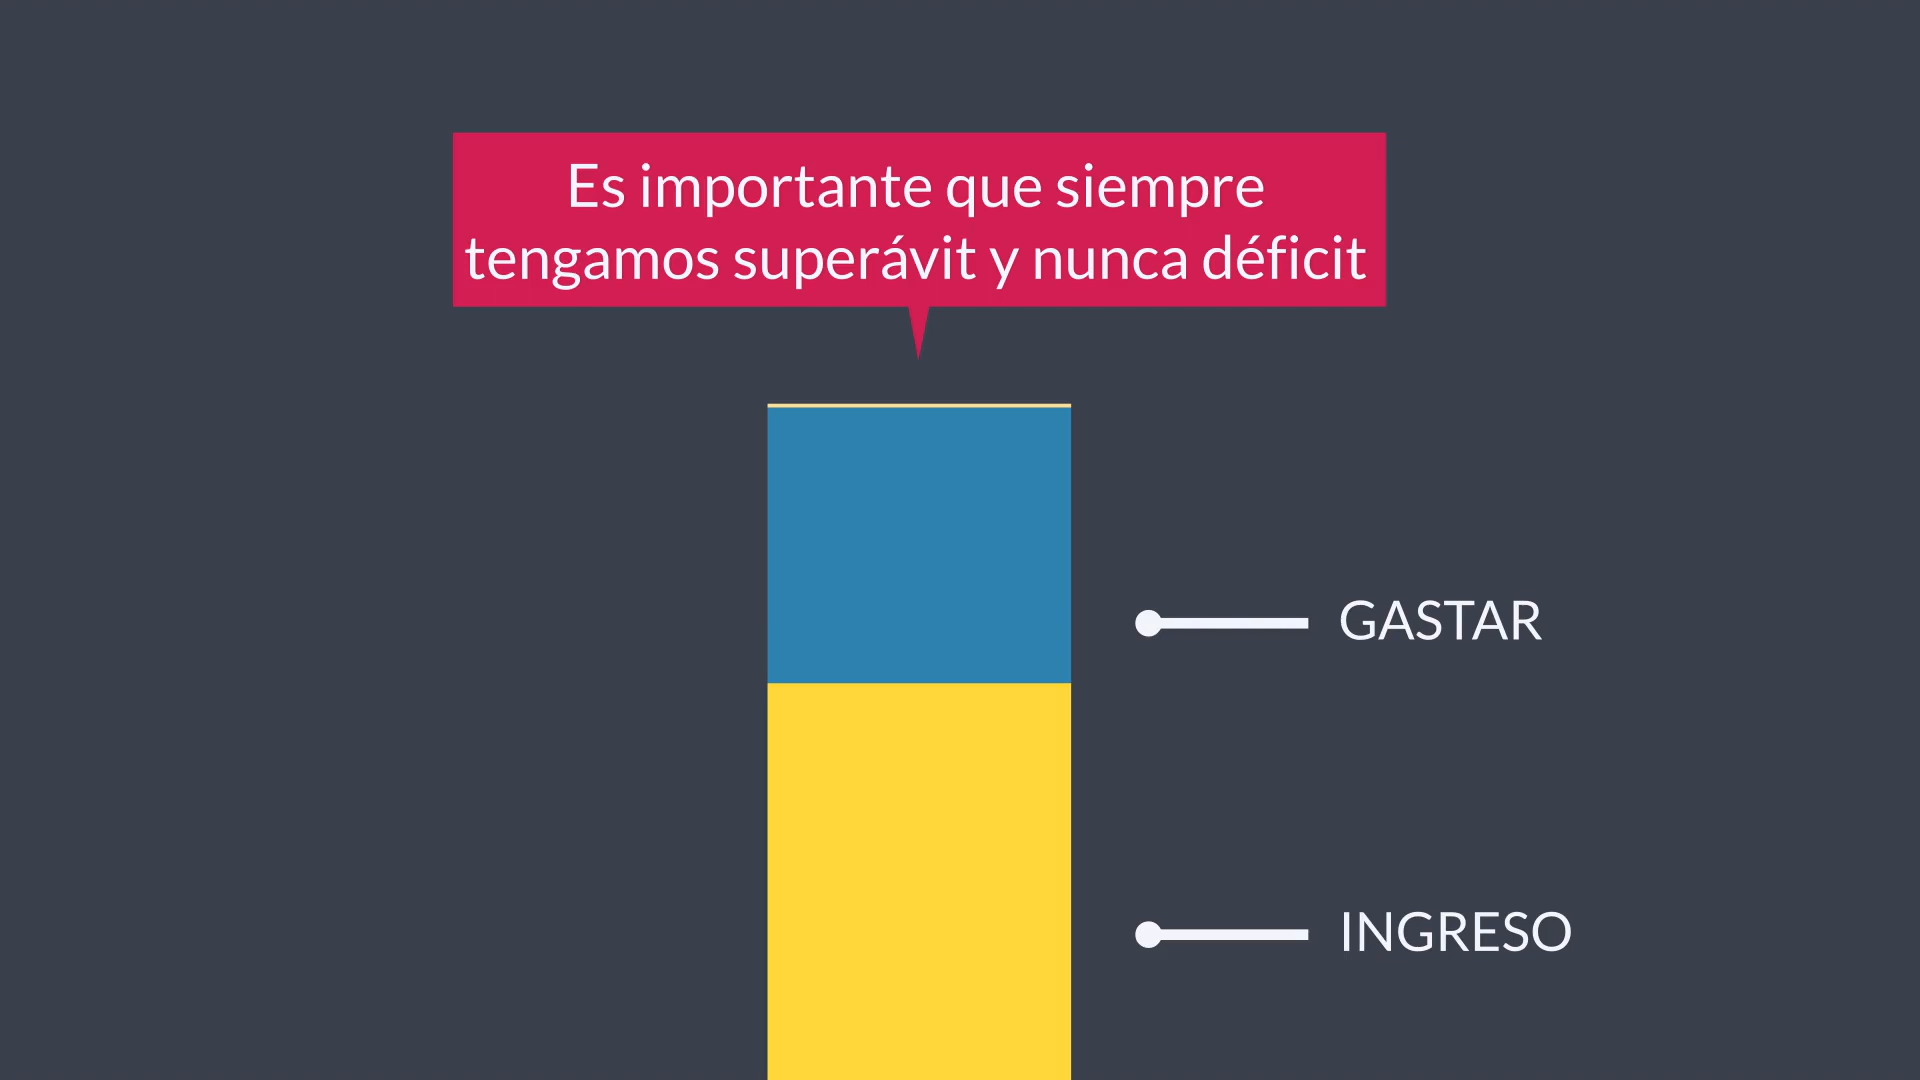 Es importante que siempre
tengamos superávit y nunca déficit
GASTAR
INGRESO